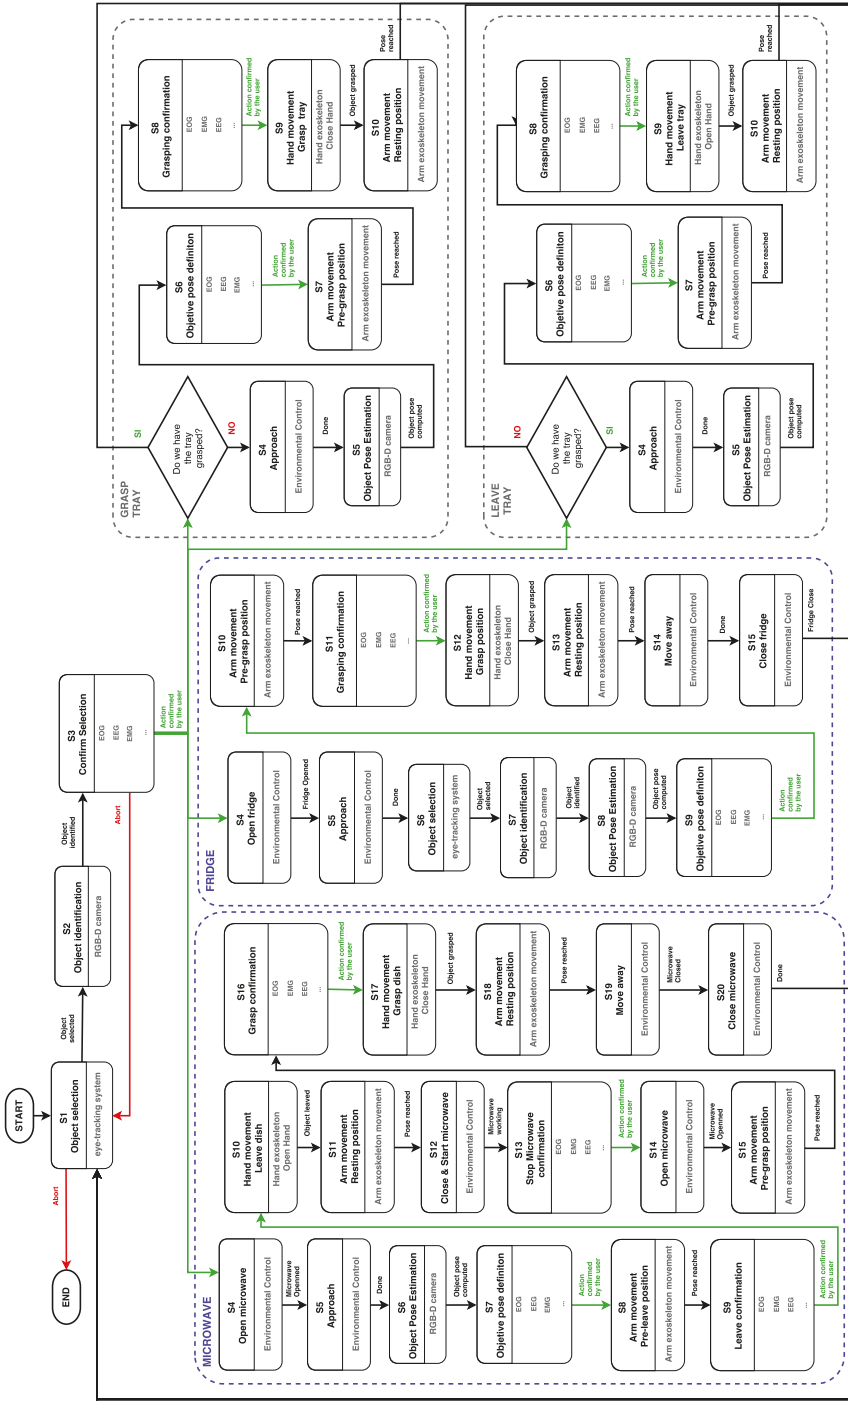 START
S1
Object selection
eye-tracking system
Object
selected
S2
Object identification
RGB-D camera
Object
identified
S3
Confirm Selection
EOG
EEG
EMG
...
Abort
Abort
END
Action
confirmed
by the user
MICROWAVE
S4
Open microwave
Environmental Control
Microwave
Openned
S5
Approach
Environmental Control
Done
S6
Object Pose Estimation
RGB-D camera
Object pose
computed
S7
Objetive pose definition
EOG
EEG
EMG
...
Action
confirmed
by the user
S8
Arm movement
Pre-leave position
Arm exoskeleton movement
Pose reached
S9
Leave confirmation
EOG
EMG
EEG
...
Action confirmed
by the user
S10
Hand movement
Leave dish
Hand exoskeleton
Open Hand
Object leaved
S11
Arm movement
Resting position
Arm exoskeleton movement
Pose reached
S12
Close & Start microwave
Environmental Control
Microwave
working
S13
Stop Microwave
confirmation
EOG
EMG
EEG
...
Action confirmed
by the user
S14
Open microwave
Environmental Control
Microwave
Openned
S15
Arm movement
Pre-grasp position
Arm exoskeleton movement
Pose reached
S16
Grasp confirmation
EOG
EMG
EEG
...
Action confirmed
by the user
S17
Hand movement
Grasp dish
Hand exoskeleton
Close Hand
Object grasped
S18
Arm movement
Resting position
Arm exoskeleton movement
Pose reached
S19
Move away
Environmental Control
Microwave
Closed
S20
Close microwave
Environmental Control
Done
FRIDGE
S4
Open fridge
Environmental Control
Fridge Opened
S5
Approach
Environmental Control
Done
S6
Object selection
eye-tracking system
Object
selected
S7
Object identification
RGB-D camera
Object
identified
S8
Object Pose Estimation
RGB-D camera
Object pose
computed
S9
Objetive pose definiton
EOG
EEG
EMG
...
Action
confirmed
by the user
S10
Arm movement
Pre-grasp position
Arm exoskeleton movement
Pose reached
S11
Grasping confirmation
EOG
EMG
EEG
...
Action confirmed
by the user
S12
Hand movement
Grasp position
Hand exoskeleton
Close Hand
Object grasped
S13
Arm movement
Resting position
Arm exoskeleton movement
Pose reached
S14
Move away
Environmental Control
Done
S15
Close fridge
Environmental Control
Fridge Close
GRASP
TRAY
Do we have
the tray
grasped?
SI
NO
S4
Approach
Environmental Control
Done
S5
Object Pose Estimation
RGB-D camera
Object pose
computed
S6
Objetive pose definiton
EOG
EEG
EMG
...
Action
confirmed
by the user
S7
Arm movement
Pre-grasp position
Arm exoskeleton movement
Pose reached
S8
Grasping confirmation
EOG
EMG
EEG
...
Action confirmed
by the user
S9
Hand movement
Grasp tray
Hand exoskeleton
Close Hand
Object grasped
S10
Arm movement
Resting position
Arm exoskeleton movement
Pose
reached
LEAVE
TRAY
Do we have
the tray
grasped?
NO
SI
S4
Approach
Environmental Control
Done
S5
Object Pose Estimation
RGB-D camera
Object pose
computed
S6
Objetive pose definiton
EOG
EEG
EMG
...
Action
confirmed
by the user
S7
Arm movement
Pre-grasp position
Arm exoskeleton movement
Pose reached
S8
Grasping confirmation
EOG
EMG
EEG
...
Action confirmed
by the user
S9
Hand movement
Leave tray
Hand exoskeleton
Open Hand
Object grasped
S10
Arm movement
Resting position
Arm exoskeleton movement
Pose
reached